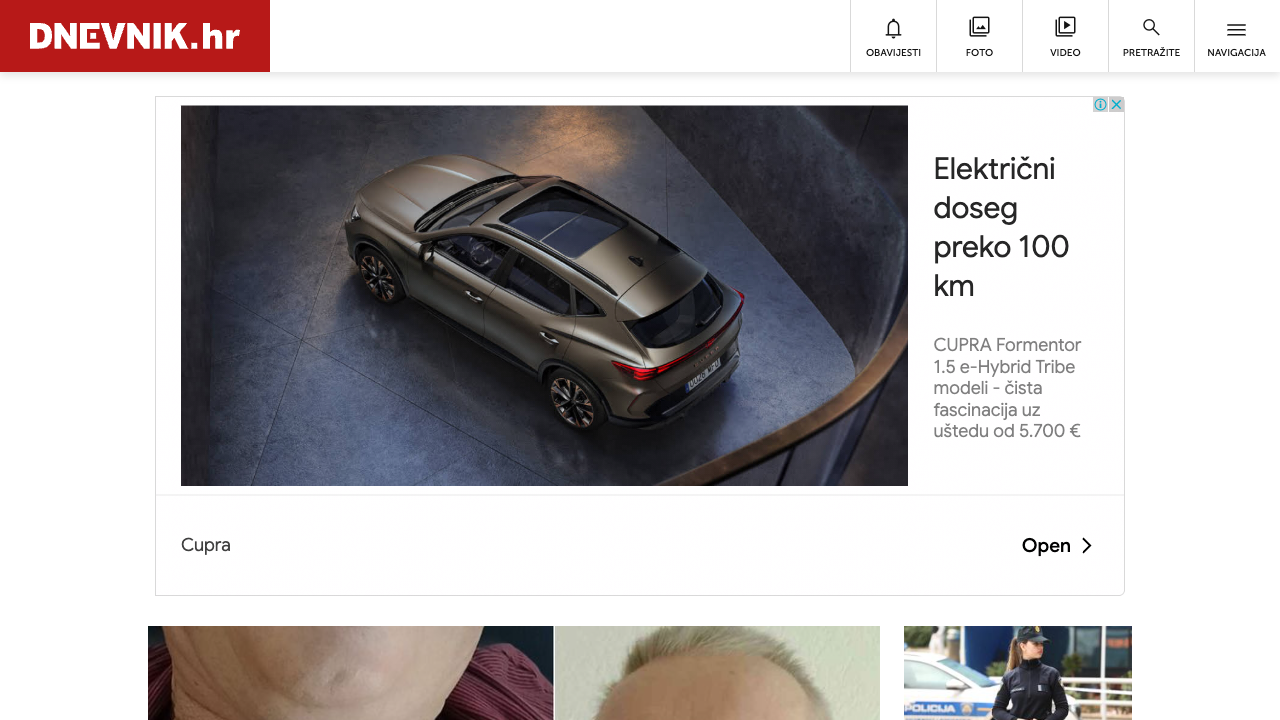 DNEVNIK.hr
OBAVIJESTI
FOTO
VIDEO
PRETRAŽITE
NAVIGACIJA
Električni
doseg
preko 100
km
CUPRA Formentor
1.5 e-Hybrid Tribe
modeli - čista
fascinacija uz
uštedu od 5.700 €
Cupra
Open
POLICIJA